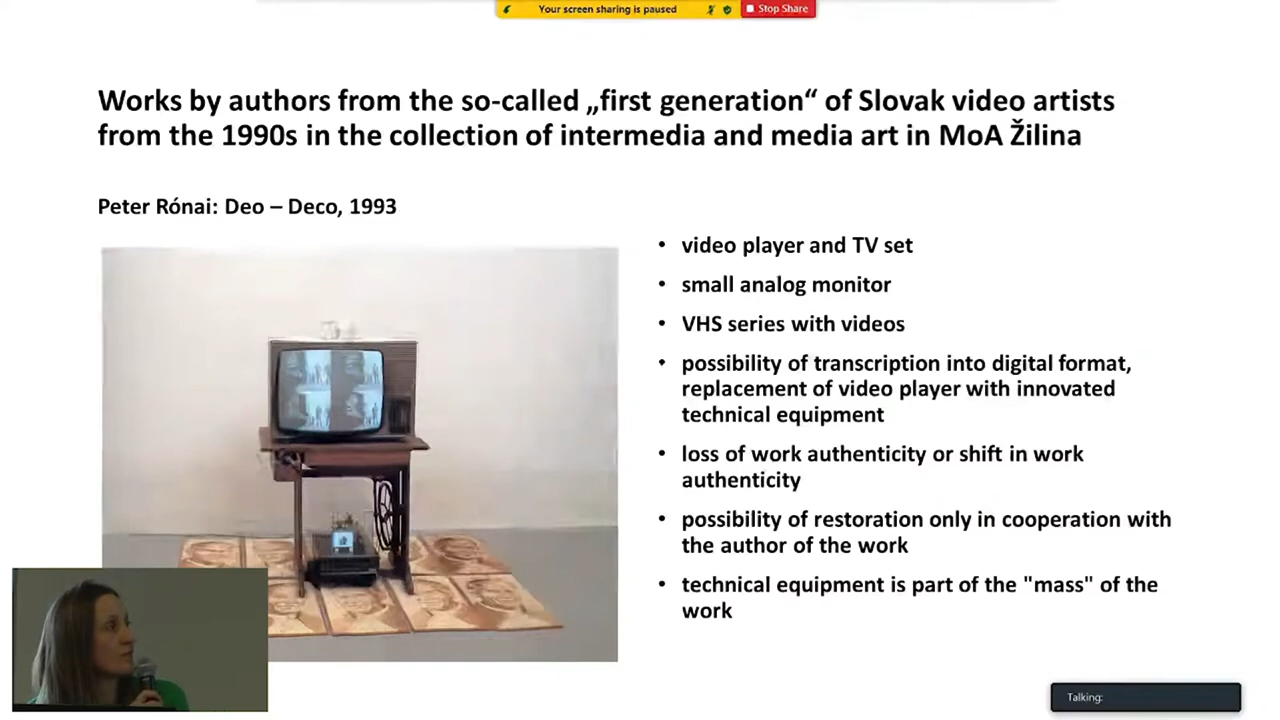 Your screen sharing is paused
Stop Share
Works by authors from the so-called „first generation“ of Slovak video artists
from the 1990s in the collection of intermedia and media art in MoA Žilina
Peter Rónai: Deo – Deco, 1993
• video player and TV set
• small analog monitor
• VHS series with videos
• possibility of transcription into digital format,
replacement of video player with innovated
technical equipment
• loss of work authenticity or shift in work
authenticity
• possibility of restoration only in cooperation with
the author of the work
• technical equipment is part of the "mass" of the
work
Talking: